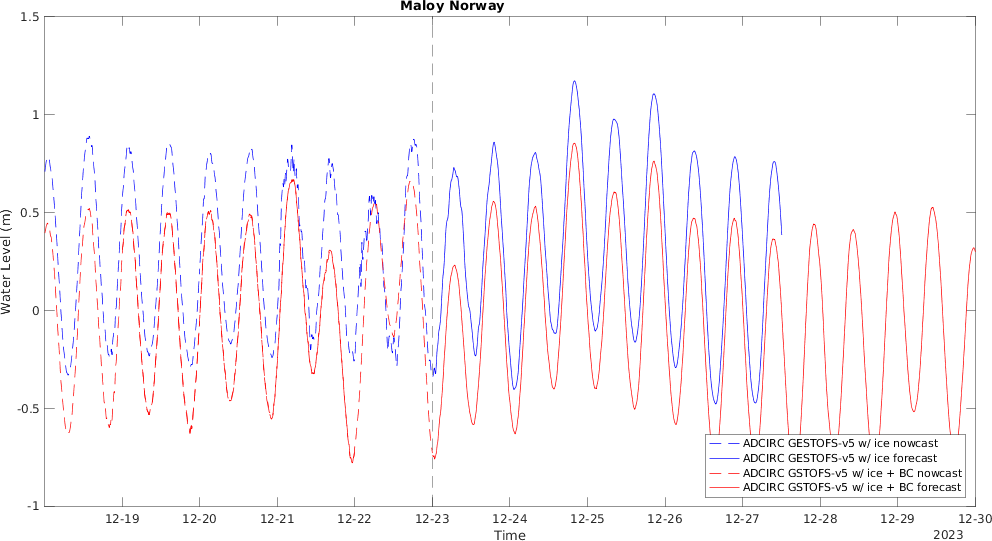 Maloy Norway
1.5
1
0.5
0
-0.5
-1
Water Level (m)
12-19 12-20 12-21 12-22 12-23 12-24 12-25 12-26 12-27 12-28 12-29 12-30
Time
2023
ADCIRC GESTOFS-v5 w/ ice nowcast
ADCIRC GESTOFS-v5 w/ ice forecast
ADCIRC GSTOFS-v5 w/ ice + BC nowcast
ADCIRC GSTOFS-v5 w/ ice + BC forecast